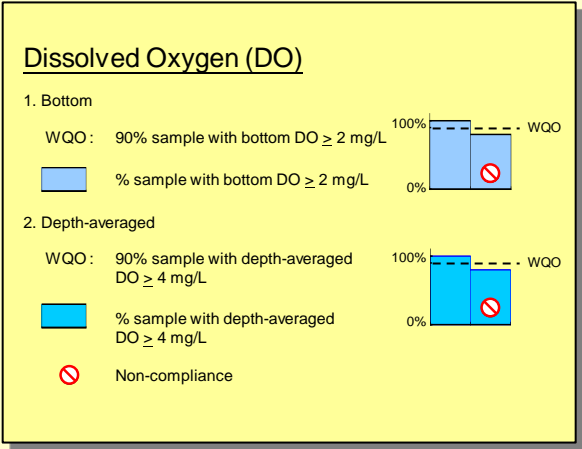 Dissolved Oxygen (DO)
1. Bottom
WQO: 90% sample with bottom DO ≥ 2 mg/L
% sample with bottom DO ≥ 2 mg/L
100%
WQO
0%
2. Depth-averaged
WQO: 90% sample with depth-averaged
DO ≥ 4 mg/L
% sample with depth-averaged
DO ≥ 4 mg/L
100%
WQO
0%
Non-compliance